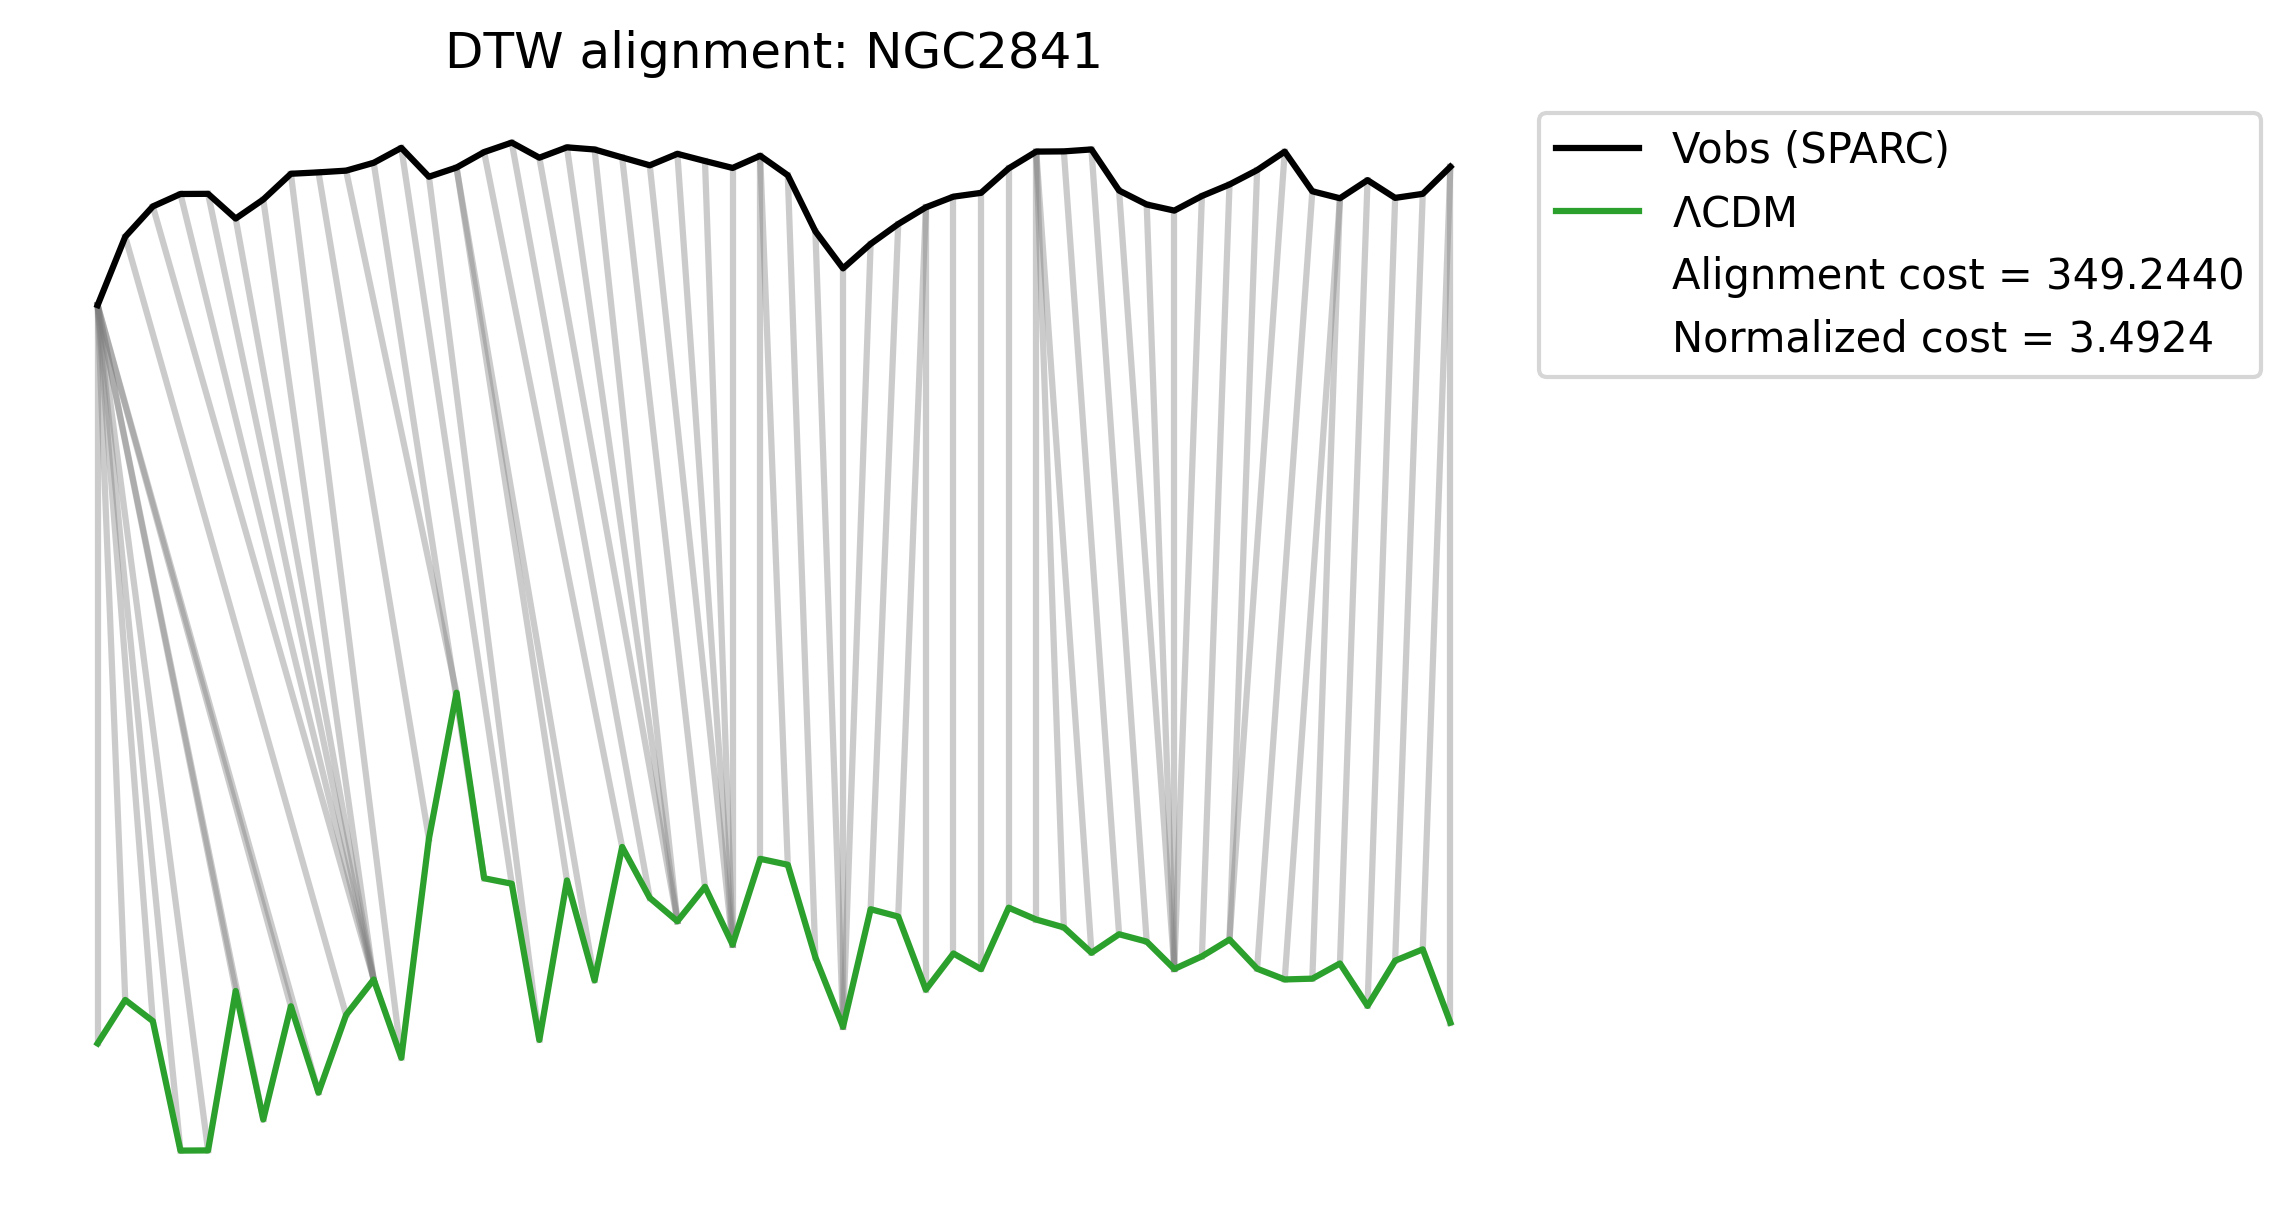 DTW alignment: NGC2841
Vobs (SPARC)
ΛCDM
Alignment cost = 349.2440
Normalized cost = 3.4924